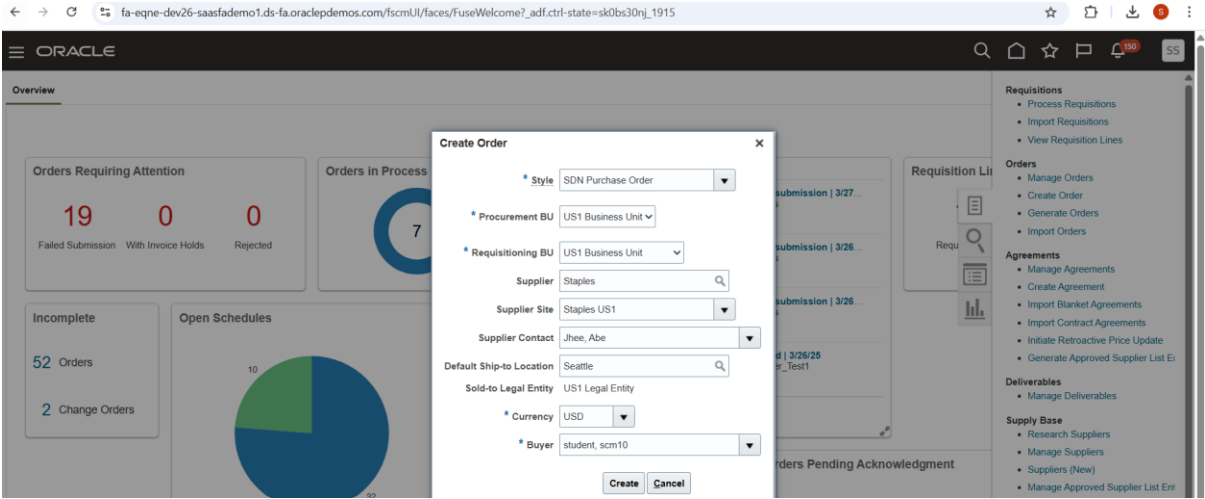 fa-eqne-dev26-saasfademo1.ds-fa.oraclepdemos.com/fscmUI/faces/FuseWelcome?_adf.ctrl-state=sk0bs30nj_1915
S
ORACLE
150
SS
Overview
Orders Requiring Attention
19
0
0
Failed Submission
With Invoice Holds
Rejected
Orders in Process
7
Incomplete
52 Orders
2 Change Orders
Open Schedules
10
32
Create Order
* Style SDN Purchase Order
* Procurement BU US1 Business Unit
* Requisitioning BU US1 Business Unit
Supplier Staples
Supplier Site Staples US1
Supplier Contact Jhee, Abe
Default Ship-to Location Seattle
Sold-to Legal Entity US1 Legal Entity
* Currency USD
* Buyer student, scm10
Create Cancel
submission | 3/27...
submission | 3/26...
submission | 3/26...
d | 3/26/25
er_Test1
rders Pending Acknowledgment
Requisition Li
Requ
Requisitions
• Process Requisitions
• Import Requisitions
• View Requisition Lines
Orders
• Manage Orders
• Create Order
• Generate Orders
• Import Orders
Agreements
• Manage Agreements
• Create Agreement
• Import Blanket Agreements
• Import Contract Agreements
• Initiate Retroactive Price Update
• Generate Approved Supplier List E
Deliverables
• Manage Deliverables
Supply Base
• Research Suppliers
• Manage Suppliers
• Suppliers (New)
• Manage Approved Supplier List Ent